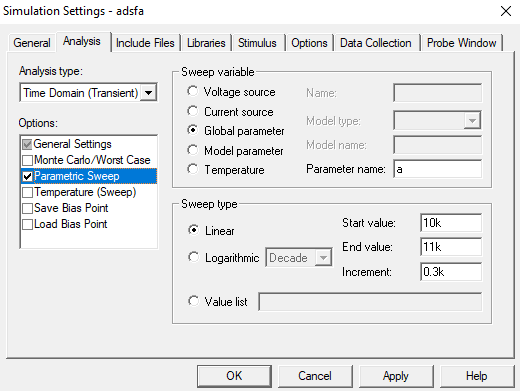 Simulation Settings - adsfa
General Analysis Include Files Libraries Stimulus Options Data Collection Probe Window
Analysis type:
Time Domain (Transient)
Options:
General Settings
Monte Carlo/Worst Case
Parametric Sweep
Temperature (Sweep)
Save Bias Point
Load Bias Point
Sweep variable
Voltage source
Current source
Global parameter
Model parameter
Temperature
Name:
Model type:
Model name:
Parameter name: a
Sweep type
Linear
Logarithmic Decade
Value list
Start value: 10k
End value: 11k
Increment: 0.3k
OK Cancel Apply Help